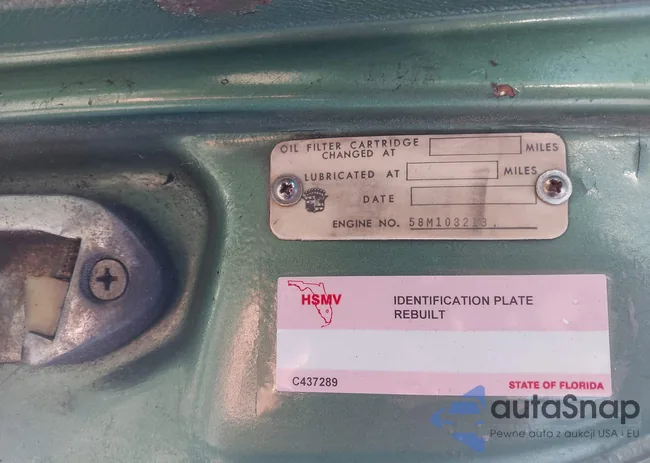 OIL FILTER CARTRIDGE
CHANGED AT MILES
LUBRICATED AT MILES
DATE
ENGINE NO. 58M103213
HSMV
IDENTIFICATION PLATE
REBUILT
C437289
STATE OF FLORIDA
autaSnap
Pewne auta z aukcji USA i EU